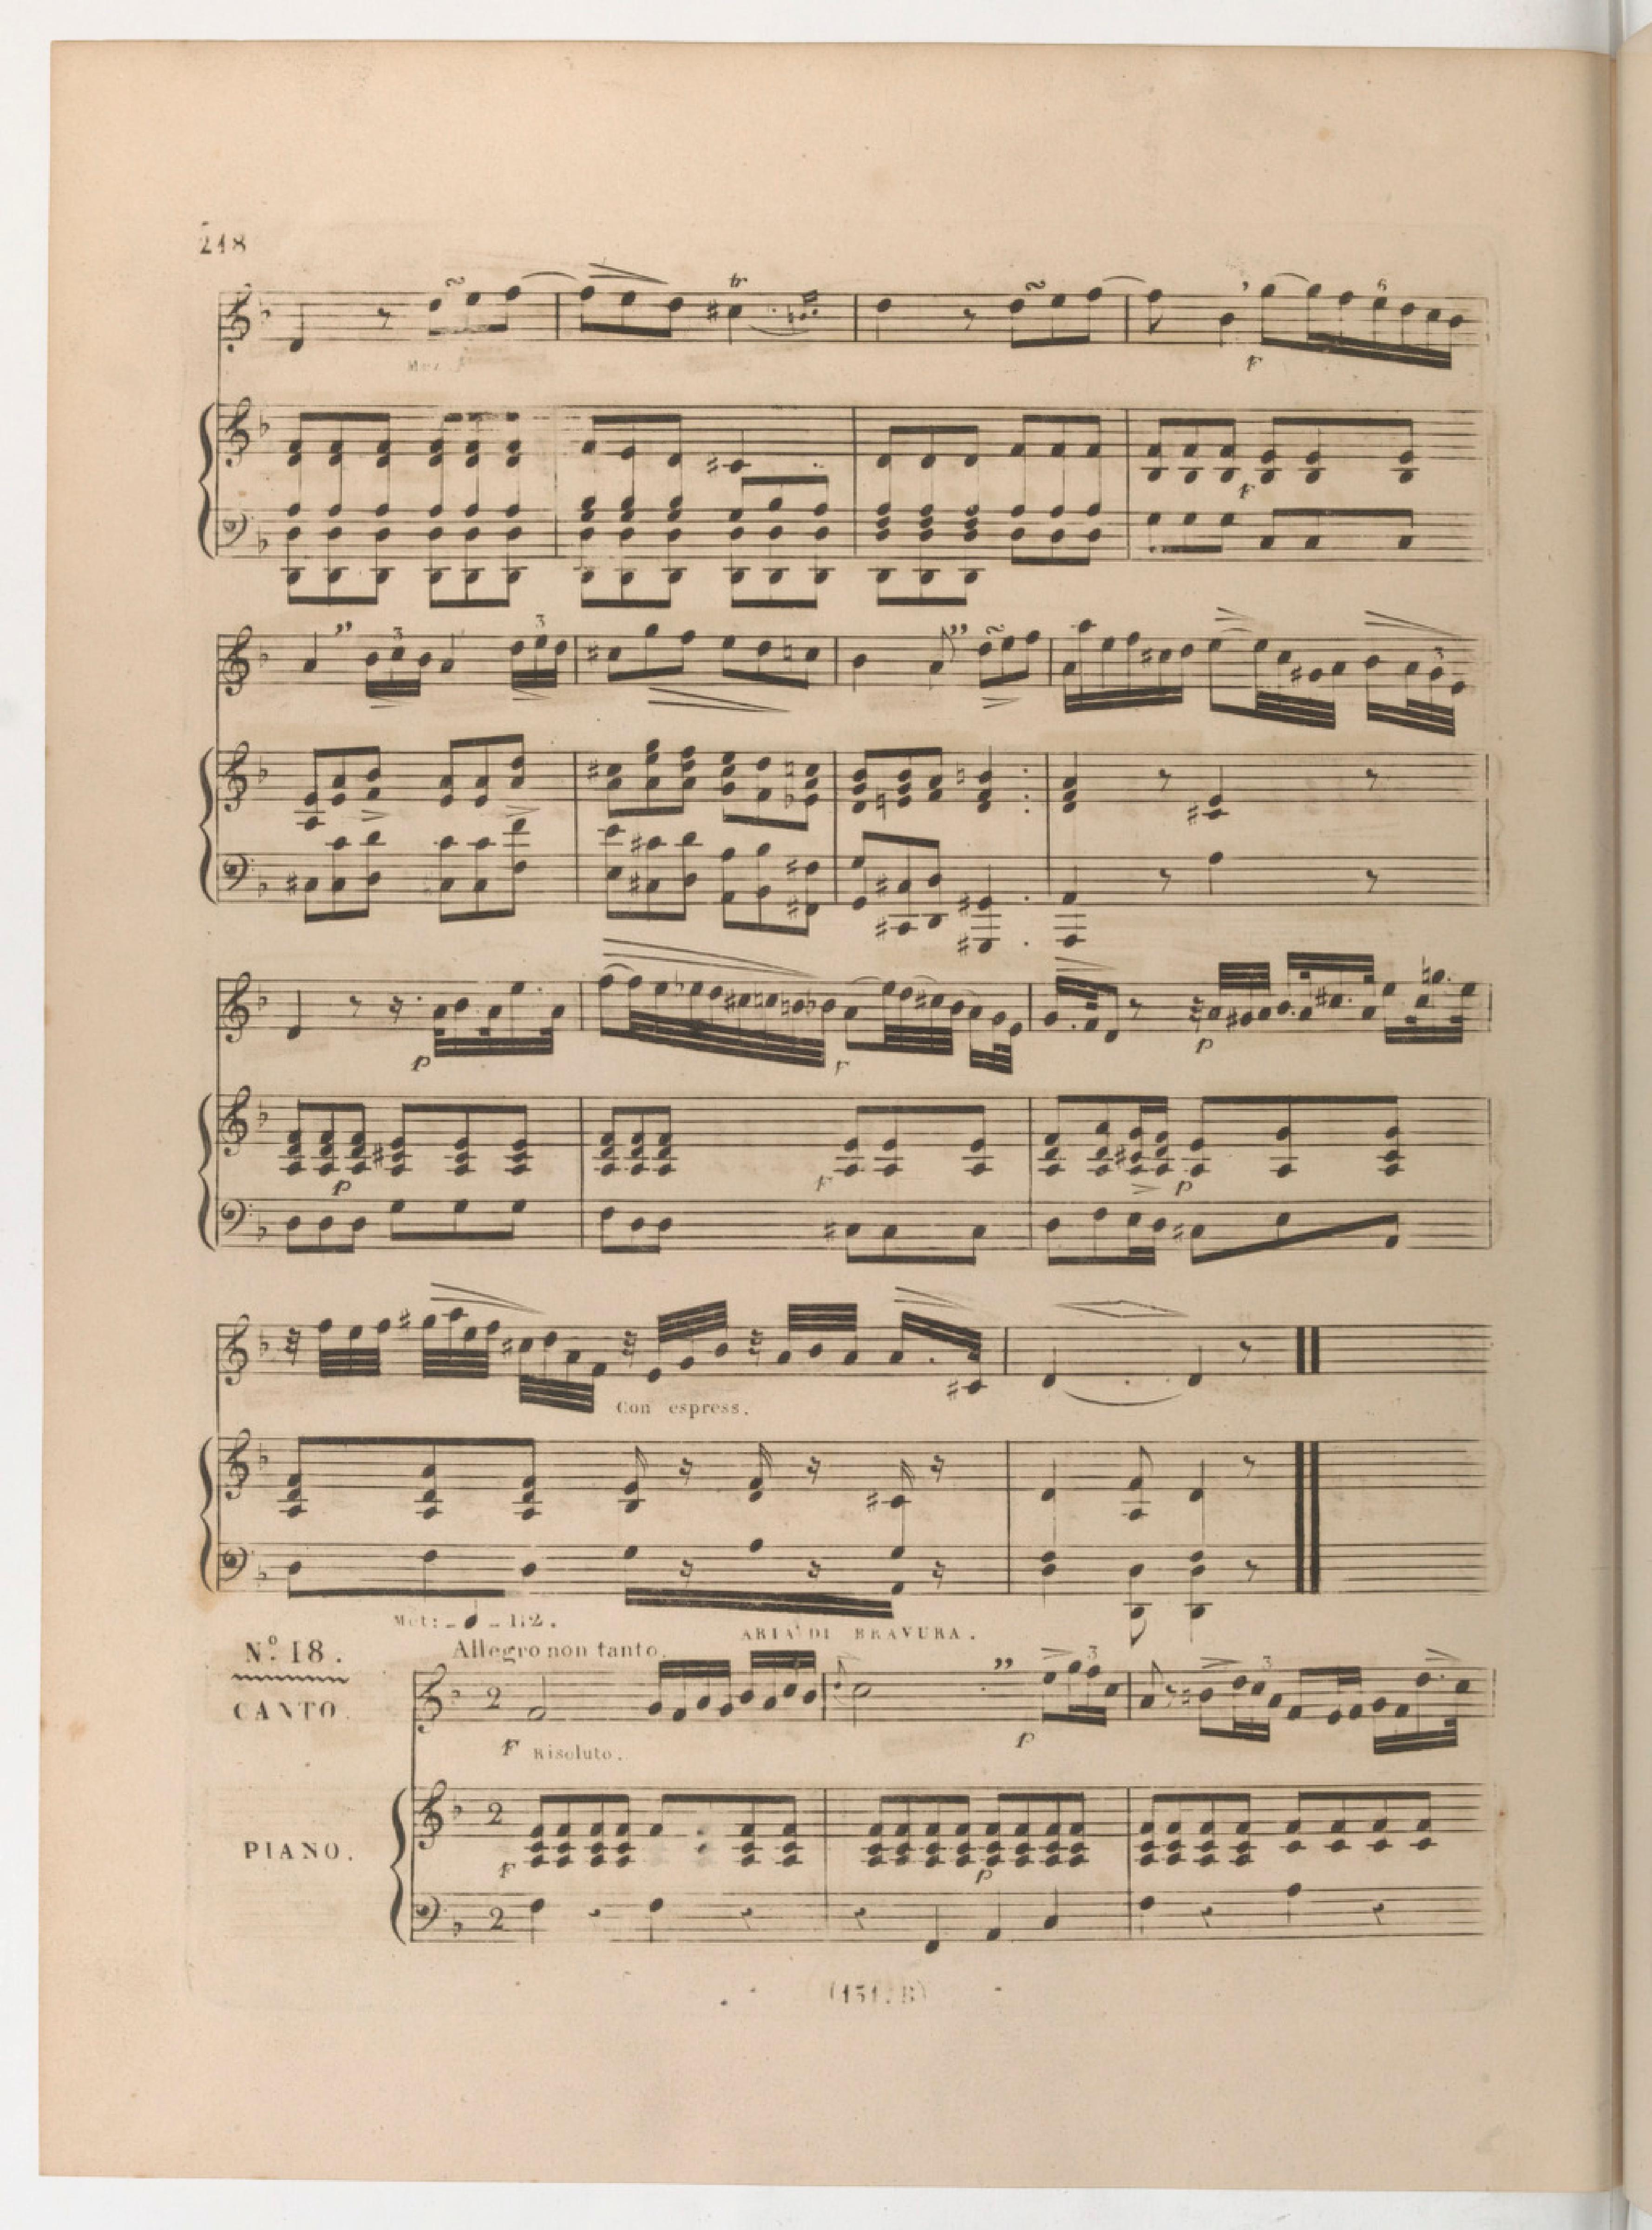 218
Mez. F
tr
6
F
F
3
3
3
p
F
p
p
F
p
Con espress.
Met: - 112.
ARIA DI BRAVURA.
Nº. 18.
Allegro non tanto.
CANTO.
2
3
3
F Risoluto.
F
PIANO.
2
F
p
2
(151. B)